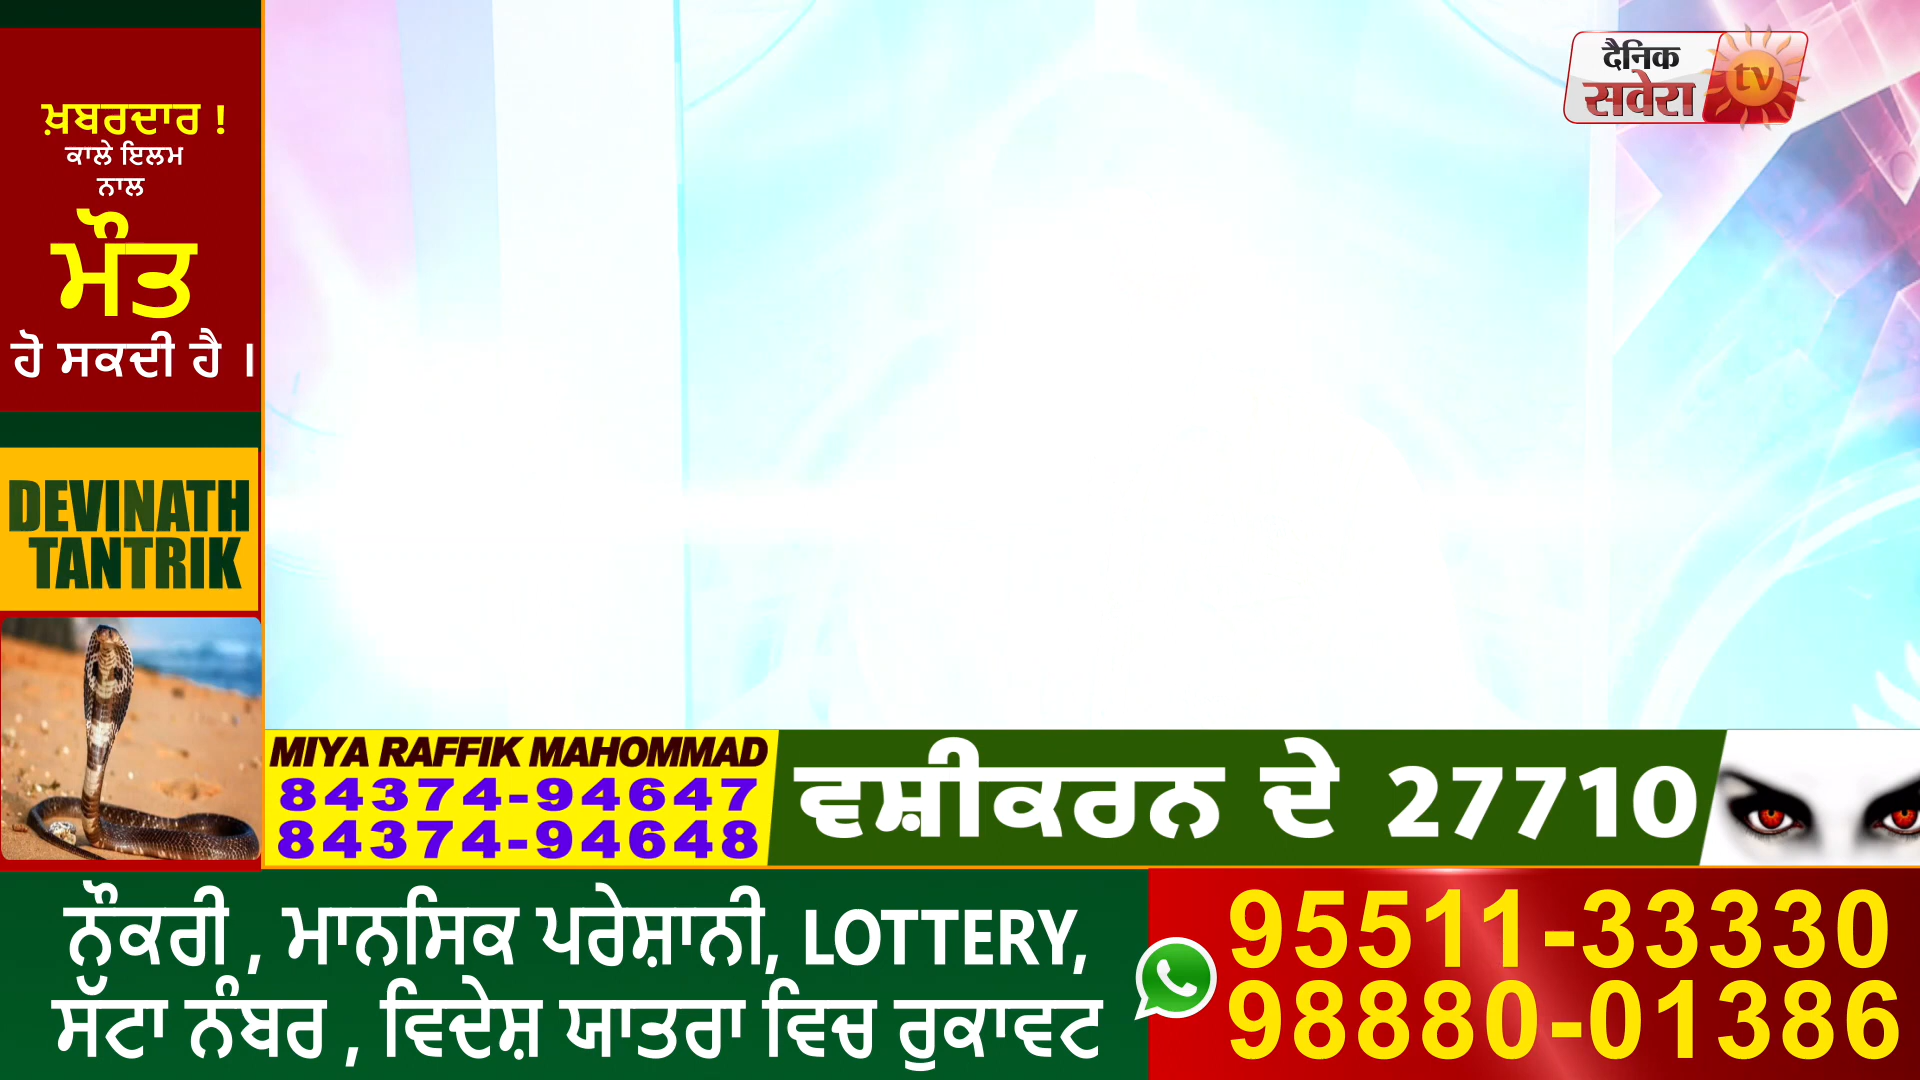 दैनिक
सवेरा
tv
ਖ਼ਬਰਦਾਰ !
ਕਾਲੇ ਇਲਮ
ਨਾਲ
ਮੌਤ
ਹੋ ਸਕਦੀ ਹੈ ।
DEVINATH
TANTRIK
MIYA RAFFIK MAHOMMAD
84374-94647
84374-94648
ਵਸ਼ੀਕਰਨ ਦੇ 27710
ਨੌਕਰੀ , ਮਾਨਸਿਕ ਪਰੇਸ਼ਾਨੀ, LOTTERY,
ਸੱਟਾ ਨੰਬਰ , ਵਿਦੇਸ਼ ਯਾਤਰਾ ਵਿਚ ਰੁਕਾਵਟ
95511-33330
98880-01386